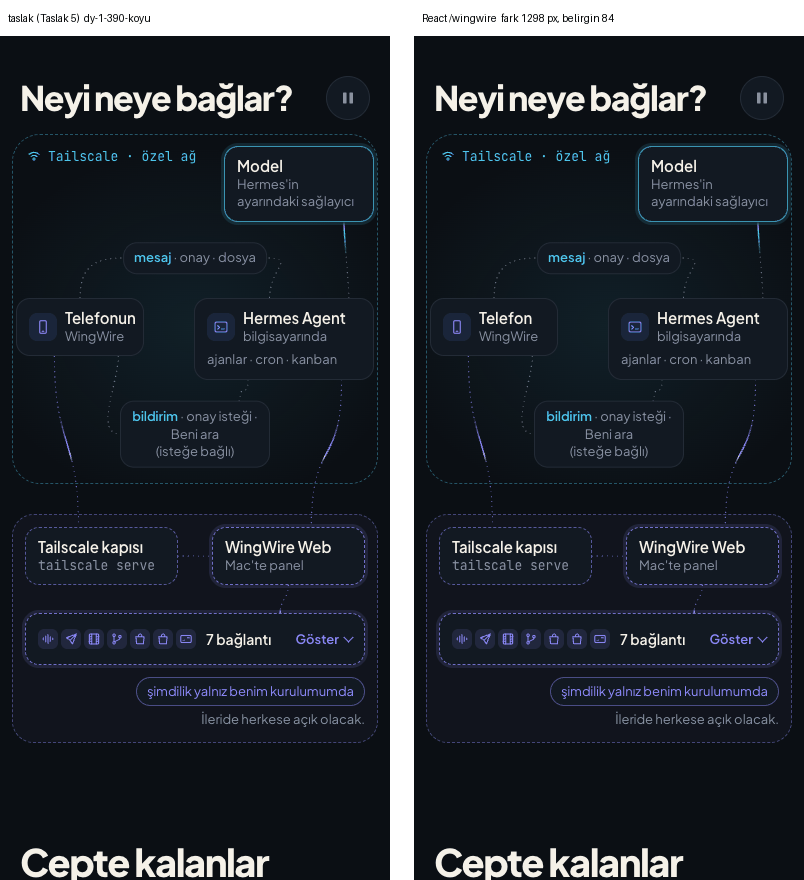 taslak (Taslak 5)  dy-1-390-koyu
Neyi neye bağlar?
Tailscale · özel ağ
Model
Hermes'in
ayarındaki sağlayıcı
mesaj · onay · dosya
Telefonun
WingWire
Hermes Agent
bilgisayarında
ajanlar · cron · kanban
bildirim · onay isteği ·
Beni ara
(isteğe bağlı)
Tailscale kapısı
tailscale serve
WingWire Web
Mac'te panel
7 bağlantı
Göster
şimdilik yalnız benim kurulumumda
İleride herkese açık olacak.
Cepte kalanlar
React /wingwire  fark 1298 px, belirgin 84
Neyi neye bağlar?
Tailscale · özel ağ
Model
Hermes'in
ayarındaki sağlayıcı
mesaj · onay · dosya
Telefon
WingWire
Hermes Agent
bilgisayarında
ajanlar · cron · kanban
bildirim · onay isteği ·
Beni ara
(isteğe bağlı)
Tailscale kapısı
tailscale serve
WingWire Web
Mac'te panel
7 bağlantı
Göster
şimdilik yalnız benim kurulumumda
İleride herkese açık olacak.
Cepte kalanlar